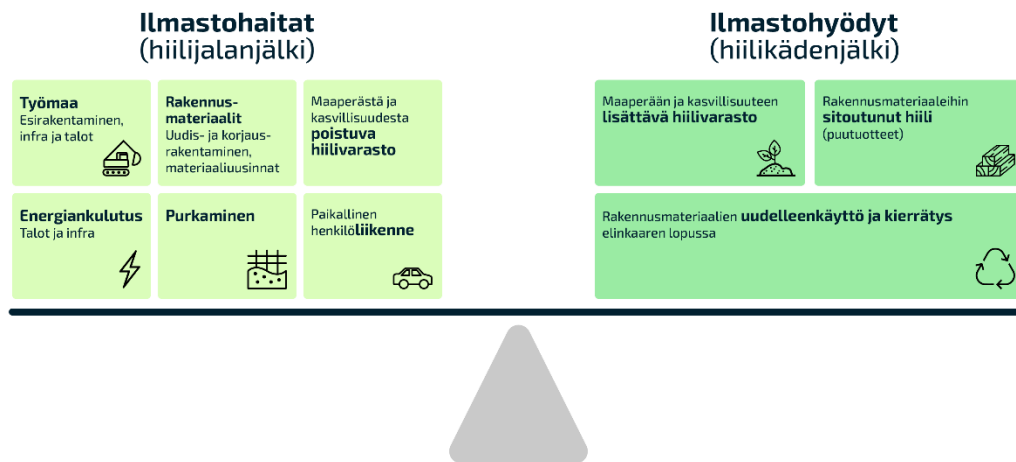 Ilmastohaitat
(hiilijalanjälki)
Työmaa
Esirakentaminen,
infra ja talot
Rakennus-
materiaalit
Uudis- ja korjaus-
rakentaminen,
materiaaliuusinnat
Maaperästä ja
kasvillisuudesta
poistuva
hiilivarasto
Energiankulutus
Talot ja infra
Purkaminen
Paikallinen
henkilöliikenne
Ilmastohyödyt
(hiilikädenjälki)
Maaperään ja kasvillisuuteen
lisättävä hiilivarasto
Rakennusmateriaaleihin
sitoutunut hiili
(puutuotteet)
Rakennusmateriaalien uudelleenkäyttö ja kierrätys
elinkaaren lopussa